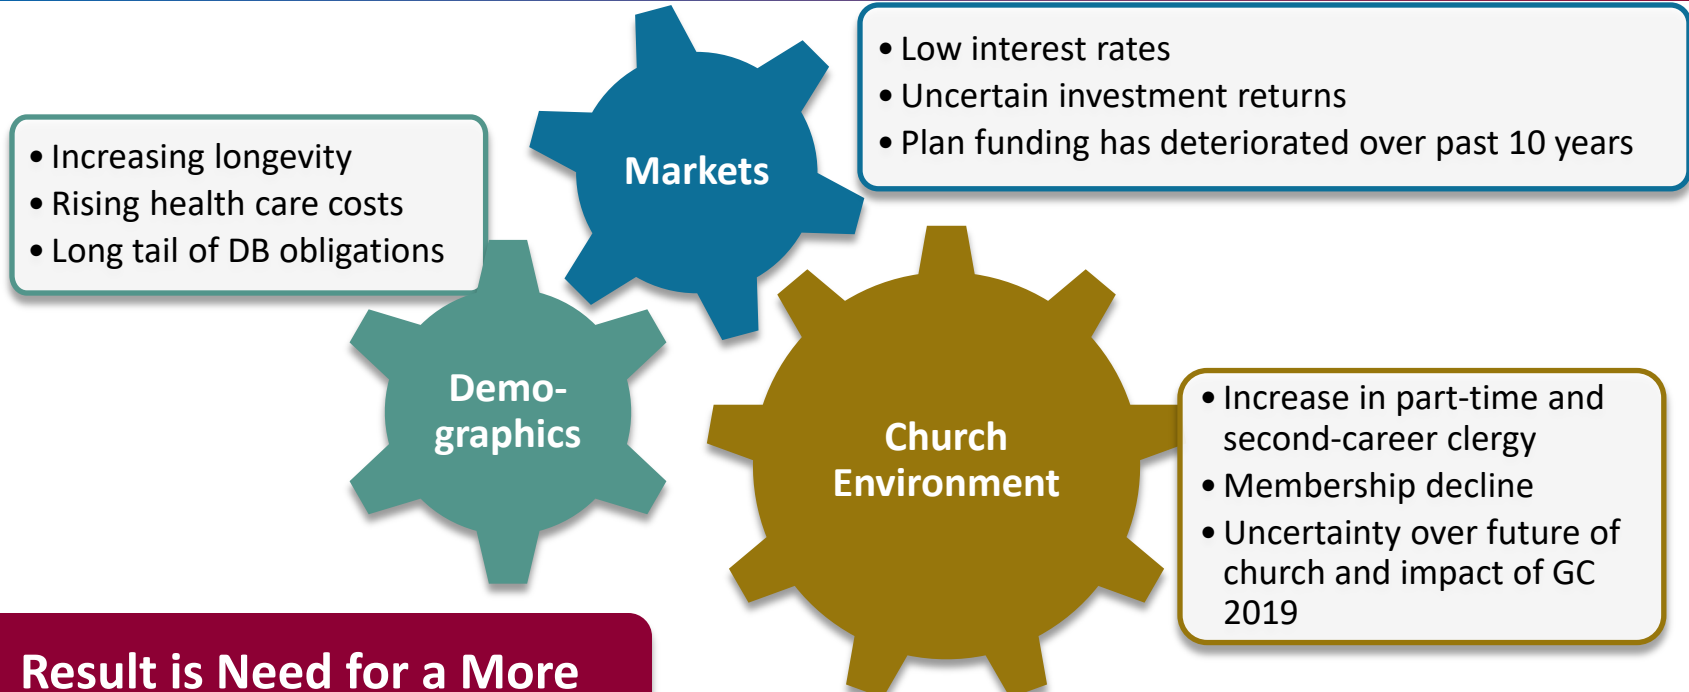 • Low interest rates
• Uncertain investment returns
• Plan funding has deteriorated over past 10 years
Markets
• Increasing longevity
• Rising health care costs
• Long tail of DB obligations
Demo-
graphics
Church
Environment
• Increase in part-time and
second-career clergy
• Membership decline
• Uncertainty over future of
church and impact of GC
2019
Result is Need for a More